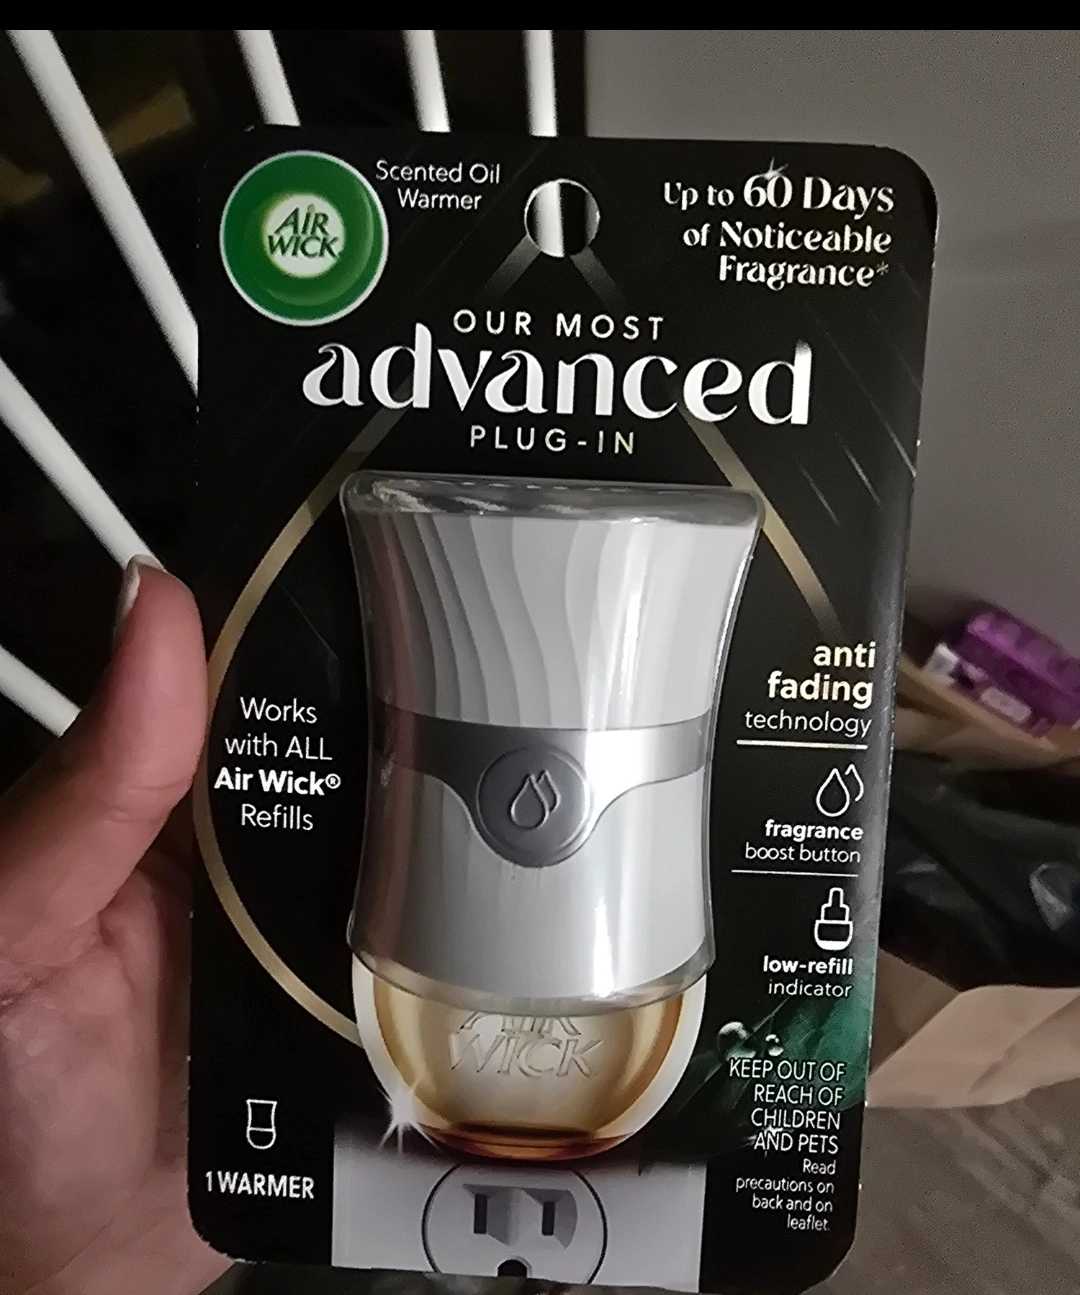 AIR
WICK
Scented Oil
Warmer
Up to 60 Days
of Noticeable
Fragrance*
OUR MOST
advanced
PLUG-IN
Works
with ALL
Air Wick®
Refills
anti
fading
technology
fragrance
boost button
low-refill
indicator
AIR
WICK
KEEP OUT OF
REACH OF
CHILDREN
AND PETS
Read
precautions on
back and on
leaflet.
1 WARMER